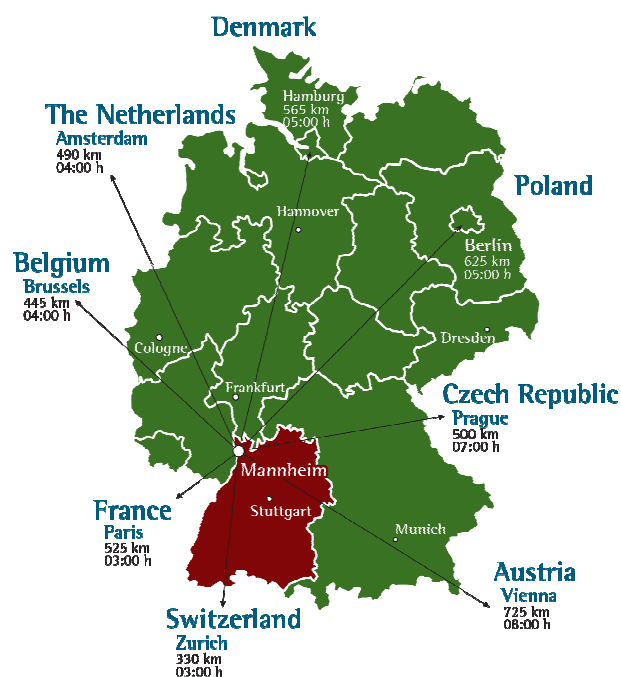 Denmark
Hamburg
565 km
05:00 h
The Netherlands
Amsterdam
490 km
04:00 h
Poland
Hannover
Berlin
625 km
05:00 h
Belgium
Brussels
445 km
04:00 h
Cologne
Dresden
Frankfurt
Czech Republic
Prague
500 km
07:00 h
Mannheim
Stuttgart
France
Paris
525 km
03:00 h
Munich
Austria
Vienna
725 km
08:00 h
Switzerland
Zurich
330 km
03:00 h